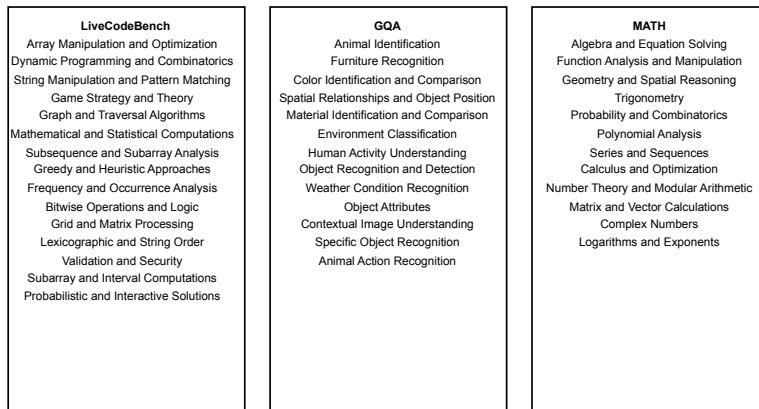 LiveCodeBench
Array Manipulation and Optimization
Dynamic Programming and Combinatorics
String Manipulation and Pattern Matching
Game Strategy and Theory
Graph and Traversal Algorithms
Mathematical and Statistical Computations
Subsequence and Subarray Analysis
Greedy and Heuristic Approaches
Frequency and Occurrence Analysis
Bitwise Operations and Logic
Grid and Matrix Processing
Lexicographic and String Order
Validation and Security
Subarray and Interval Computations
Probabilistic and Interactive Solutions
GQA
Animal Identification
Furniture Recognition
Color Identification and Comparison
Spatial Relationships and Object Position
Material Identification and Comparison
Environment Classification
Human Activity Understanding
Object Recognition and Detection
Weather Condition Recognition
Object Attributes
Contextual Image Understanding
Specific Object Recognition
Animal Action Recognition
MATH
Algebra and Equation Solving
Function Analysis and Manipulation
Geometry and Spatial Reasoning
Trigonometry
Probability and Combinatorics
Polynomial Analysis
Series and Sequences
Calculus and Optimization
Number Theory and Modular Arithmetic
Matrix and Vector Calculations
Complex Numbers
Logarithms and Exponents